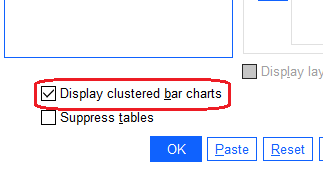 Display clustered bar charts
Display lay
Suppress tables
OK Paste Reset